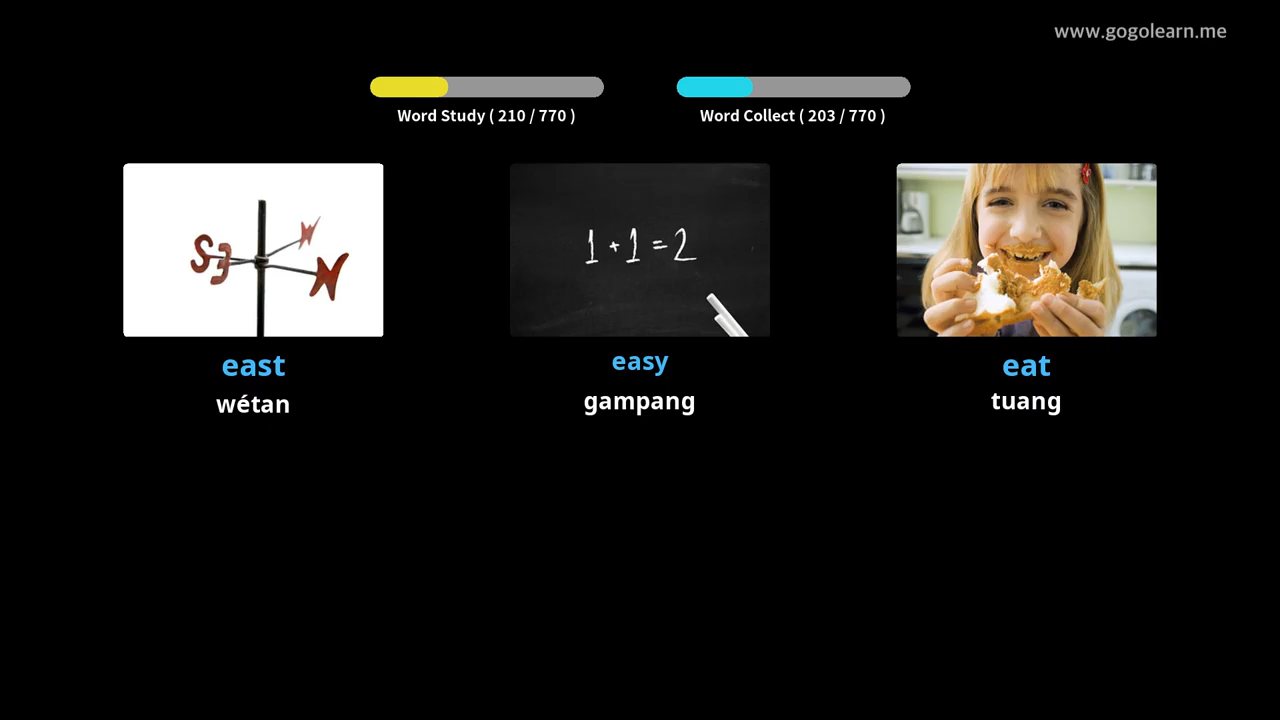 www.gogolearn.me
Word Study ( 210 / 770 )
Word Collect ( 203 / 770 )
S E N W
1 + 1 = 2
east
easy
eat
wétan
gampang
tuang